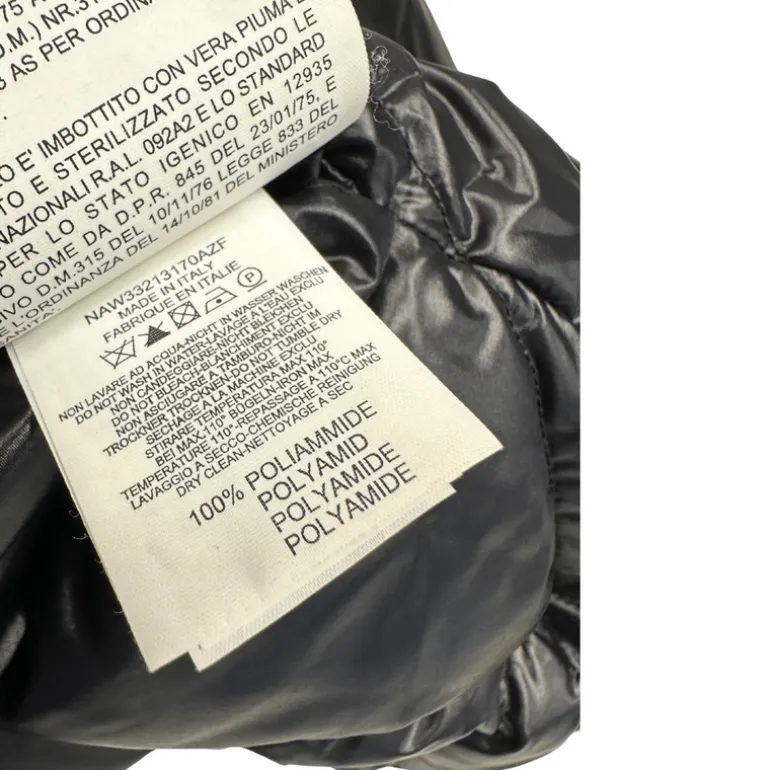 75 A
D.M.) NR.3
AS PER ORDINA
O E' IMBOTTITO CON VERA PIUMA E
TO E STERILIZZATO SECONDO LE
NAZIONALI R.A.L. 092A2 E LO STANDARD
PER LO STATO IGENICO EN 12935
O COME DA D.P.R. 845 DEL 23/01/75, E
IVO D.M.315 DEL 10/11/76 LEGGE 833 DEL
E L'ORDINANZA DEL 14/10/81 DEL MINISTERO
ANITA'.
NAW33213170AZF
MADE IN ITALY
FABRIQUE EN ITALIE
P
NON LAVARE AD ACQUA-NICHT IN WASSER WASCHEN
DO NOT WASH IN WATER-LAVAGE A L'EAU EXCLU
NON CANDEGGIARE-NICHT BLEICHEN
DO NOT BLEACH-BLANCHIMENT EXCLU
NON ASCIUGARE A TAMBURO-NICHT IM
TROCKNER TROCKNEN-DO NOT TUMBLE DRY
SECHAGE A LA MACHINE EXCLU
STIRARE TEMPERATURA MAX 110°
BEI MAX.110° BÜGELN-IRON MAX
TEMPERATURE 110°-REPASSAGE A 110°C MAX
LAVAGGIO A SECCO-CHEMISCHE REINIGUNG
DRY CLEAN-NETTOYAGE A SEC
100% POLIAMMIDE
POLYAMID
POLYAMIDE
POLYAMIDE